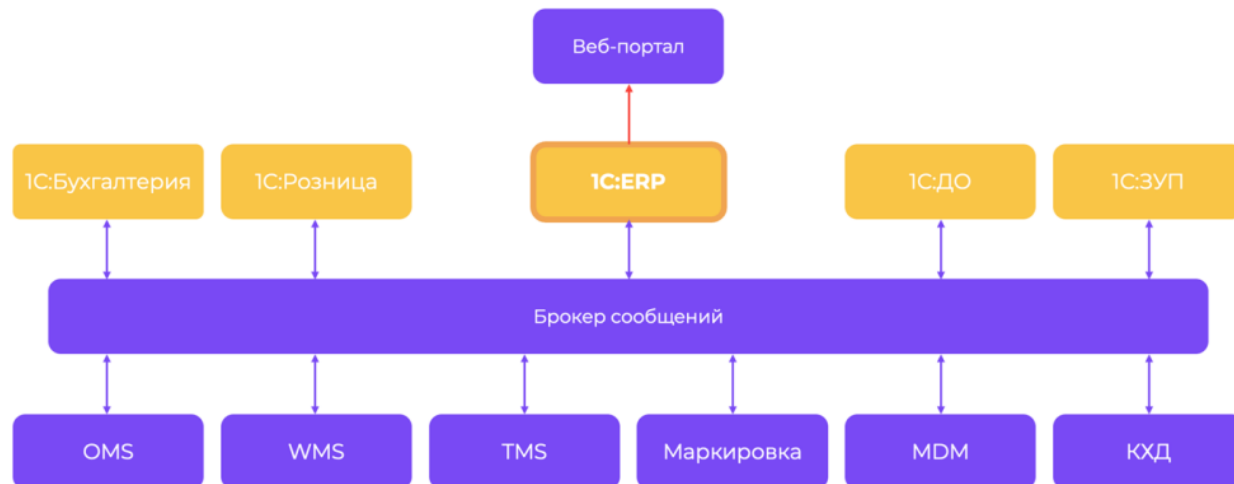 Веб-портал
1С:Бухгалтерия
1С:Розница
1С:ERP
1С:ДО
1С:ЗУП
Брокер сообщений
OMS
WMS
TMS
Маркировка
MDM
КХД